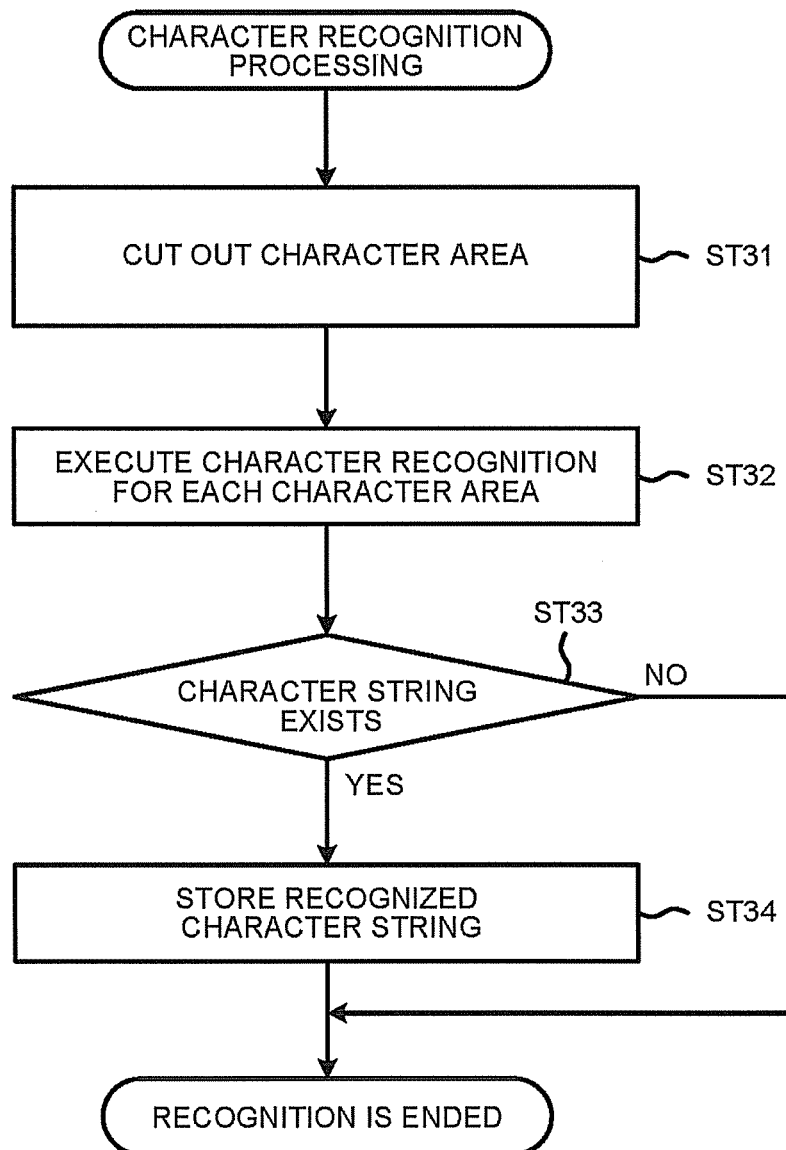 CHARACTER RECOGNITION
PROCESSING
CUT OUT CHARACTER AREA
ST31
EXECUTE CHARACTER RECOGNITION
FOR EACH CHARACTER AREA
ST32
ST33
CHARACTER STRING
EXISTS
NO
YES
STORE RECOGNIZED
CHARACTER STRING
ST34
RECOGNITION IS ENDED